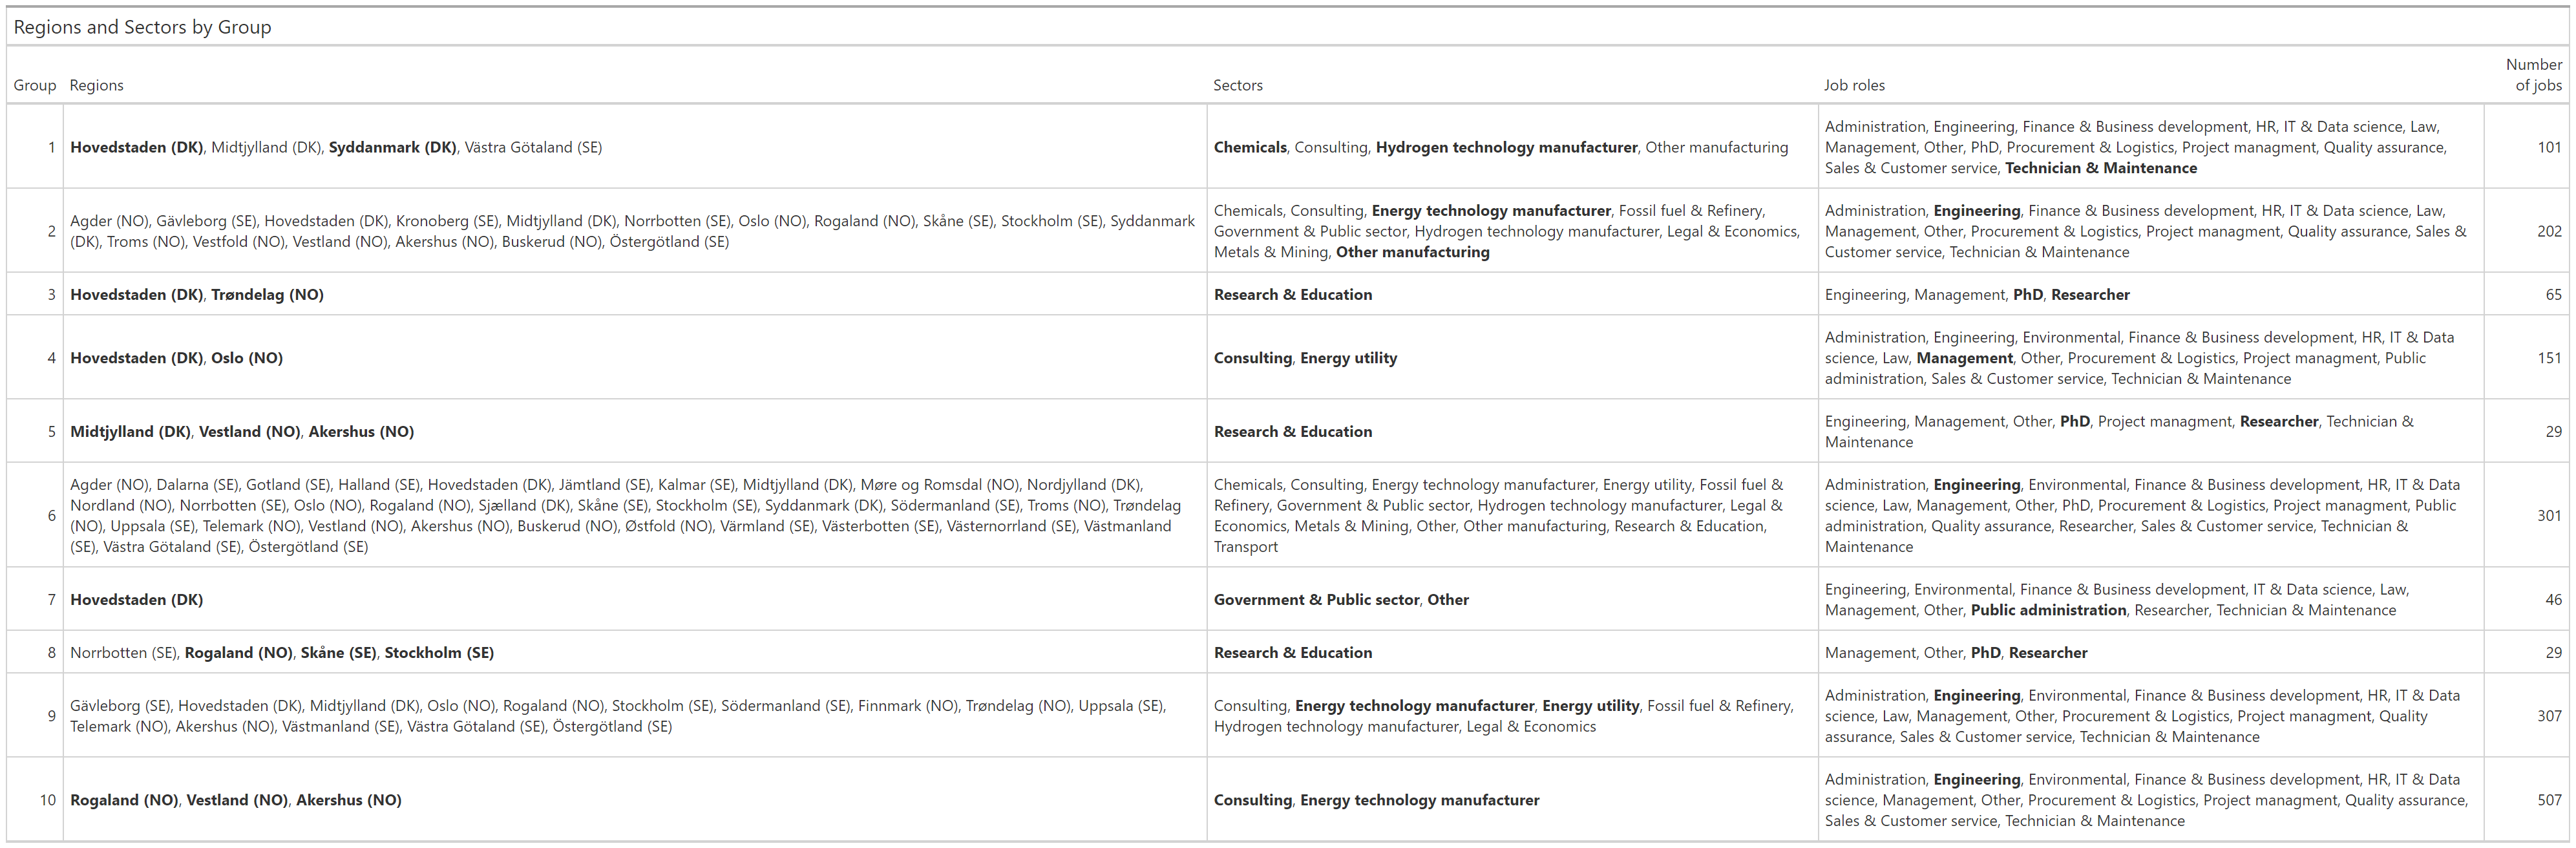 Regions and Sectors by Group
Group Regions Sectors Job roles Number of jobs
1 Hovedstaden (DK), Midtjylland (DK), Syddanmark (DK), Västra Götaland (SE)
Chemicals, Consulting, Hydrogen technology manufacturer, Other manufacturing
Administration, Engineering, Finance & Business development, HR, IT & Data science, Law,
Management, Other, PhD, Procurement & Logistics, Project managment, Quality assurance,
Sales & Customer service, Technician & Maintenance
101
2
Agder (NO), Gävleborg (SE), Hovedstaden (DK), Kronoberg (SE), Midtjylland (DK), Norrbotten (SE), Oslo (NO), Rogaland (NO), Skåne (SE), Stockholm (SE), Syddanmark
(DK), Troms (NO), Vestfold (NO), Vestland (NO), Akershus (NO), Buskerud (NO), Östergötland (SE)
Chemicals, Consulting, Energy technology manufacturer, Fossil fuel & Refinery,
Government & Public sector, Hydrogen technology manufacturer, Legal & Economics,
Metals & Mining, Other manufacturing
Administration, Engineering, Finance & Business development, HR, IT & Data science, Law,
Management, Other, Procurement & Logistics, Project managment, Quality assurance, Sales &
Customer service, Technician & Maintenance
202
3 Hovedstaden (DK), Trøndelag (NO)
Research & Education
Engineering, Management, PhD, Researcher
65
4 Hovedstaden (DK), Oslo (NO)
Consulting, Energy utility
Administration, Engineering, Environmental, Finance & Business development, HR, IT & Data
science, Law, Management, Other, Procurement & Logistics, Project managment, Public
administration, Sales & Customer service, Technician & Maintenance
151
5 Midtjylland (DK), Vestland (NO), Akershus (NO)
Research & Education
Engineering, Management, Other, PhD, Project managment, Researcher, Technician &
Maintenance
29
6
Agder (NO), Dalarna (SE), Gotland (SE), Halland (SE), Hovedstaden (DK), Jämtland (SE), Kalmar (SE), Midtjylland (DK), Møre og Romsdal (NO), Nordjylland (DK),
Nordland (NO), Norrbotten (SE), Oslo (NO), Rogaland (NO), Sjælland (DK), Skåne (SE), Stockholm (SE), Syddanmark (DK), Södermanland (SE), Troms (NO), Trøndelag
(NO), Uppsala (SE), Telemark (NO), Vestland (NO), Akershus (NO), Buskerud (NO), Østfold (NO), Värmland (SE), Västerbotten (SE), Västernorrland (SE), Västmanland
(SE), Västra Götaland (SE), Östergötland (SE)
Chemicals, Consulting, Energy technology manufacturer, Energy utility, Fossil fuel &
Refinery, Government & Public sector, Hydrogen technology manufacturer, Legal &
Economics, Metals & Mining, Other, Other manufacturing, Research & Education,
Transport
Administration, Engineering, Environmental, Finance & Business development, HR, IT & Data
science, Law, Management, Other, PhD, Procurement & Logistics, Project managment, Public
administration, Quality assurance, Researcher, Sales & Customer service, Technician &
Maintenance
301
7 Hovedstaden (DK)
Government & Public sector, Other
Engineering, Environmental, Finance & Business development, IT & Data science, Law,
Management, Other, Public administration, Researcher, Technician & Maintenance
46
8 Norrbotten (SE), Rogaland (NO), Skåne (SE), Stockholm (SE)
Research & Education
Management, Other, PhD, Researcher
29
9
Gävleborg (SE), Hovedstaden (DK), Midtjylland (DK), Oslo (NO), Rogaland (NO), Stockholm (SE), Södermanland (SE), Finnmark (NO), Trøndelag (NO), Uppsala (SE),
Telemark (NO), Akershus (NO), Västmanland (SE), Västra Götaland (SE), Östergötland (SE)
Consulting, Energy technology manufacturer, Energy utility, Fossil fuel & Refinery,
Hydrogen technology manufacturer, Legal & Economics
Administration, Engineering, Environmental, Finance & Business development, HR, IT & Data
science, Law, Management, Other, Procurement & Logistics, Project managment, Quality
assurance, Sales & Customer service, Technician & Maintenance
307
10 Rogaland (NO), Vestland (NO), Akershus (NO)
Consulting, Energy technology manufacturer
Administration, Engineering, Environmental, Finance & Business development, HR, IT & Data
science, Management, Other, Procurement & Logistics, Project managment, Quality assurance,
Sales & Customer service, Technician & Maintenance
507